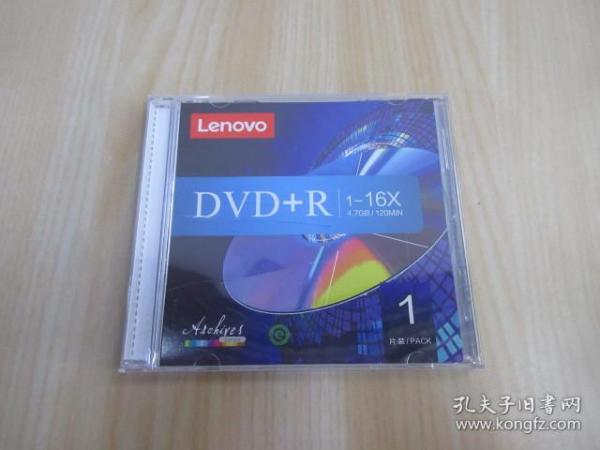 Lenovo
DVD+R
1-16X
4.7GB/120MIN
Archives
1
片装/PACK
孔夫子旧书网
www.kongfz.com